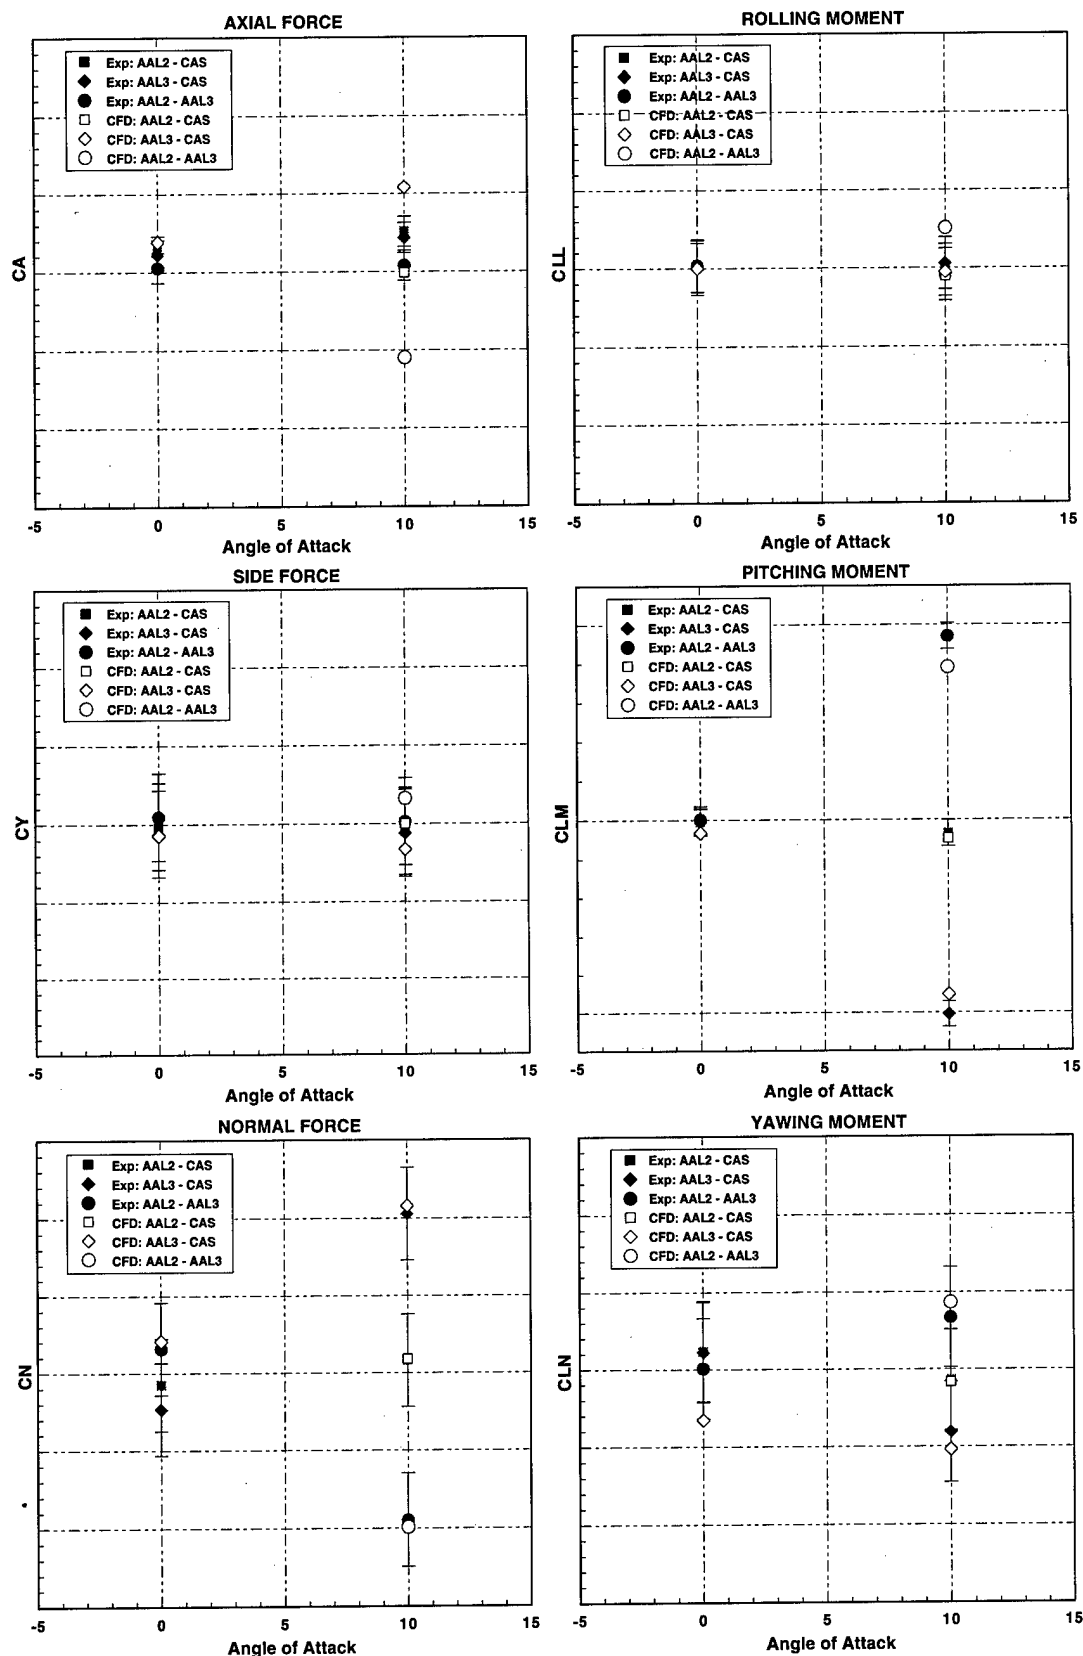 AXIAL FORCE
Exp: AAL2 - CAS
Exp: AAL3 - CAS
Exp: AAL2 - AAL3
CFD: AAL2 - CAS
CFD: AAL3 - CAS
CFD: AAL2 - AAL3
CA
-5 0 5 10 15
Angle of Attack
ROLLING MOMENT
Exp: AAL2 - CAS
Exp: AAL3 - CAS
Exp: AAL2 - AAL3
CFD: AAL2 - CAS
CFD: AAL3 - CAS
CFD: AAL2 - AAL3
CLL
-5 0 5 10 15
Angle of Attack
SIDE FORCE
Exp: AAL2 - CAS
Exp: AAL3 - CAS
Exp: AAL2 - AAL3
CFD: AAL2 - CAS
CFD: AAL3 - CAS
CFD: AAL2 - AAL3
CY
-5 0 5 10 15
Angle of Attack
PITCHING MOMENT
Exp: AAL2 - CAS
Exp: AAL3 - CAS
Exp: AAL2 - AAL3
CFD: AAL2 - CAS
CFD: AAL3 - CAS
CFD: AAL2 - AAL3
CLM
-5 0 5 10 15
Angle of Attack
NORMAL FORCE
Exp: AAL2 - CAS
Exp: AAL3 - CAS
Exp: AAL2 - AAL3
CFD: AAL2 - CAS
CFD: AAL3 - CAS
CFD: AAL2 - AAL3
CN
-5 0 5 10 15
Angle of Attack
YAWING MOMENT
Exp: AAL2 - CAS
Exp: AAL3 - CAS
Exp: AAL2 - AAL3
CFD: AAL2 - CAS
CFD: AAL3 - CAS
CFD: AAL2 - AAL3
CLN
-5 0 5 10 15
Angle of Attack